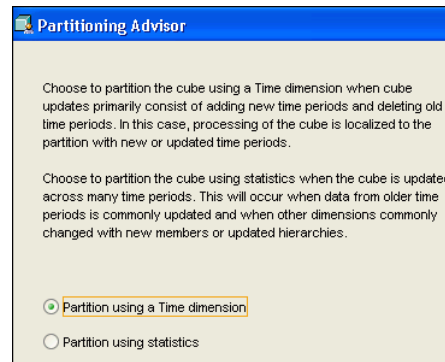 Partitioning Advisor
Choose to partition the cube using a Time dimension when cube
updates primarily consist of adding new time periods and deleting old
time periods. In this case, processing of the cube is localized to the
partition with new or updated time periods.
Choose to partition the cube using statistics when the cube is update
across many time periods. This will occur when data from older time
periods is commonly updated and when other dimensions commonly
changed with new members or updated hierarchies.
Partition using a Time dimension
Partition using statistics